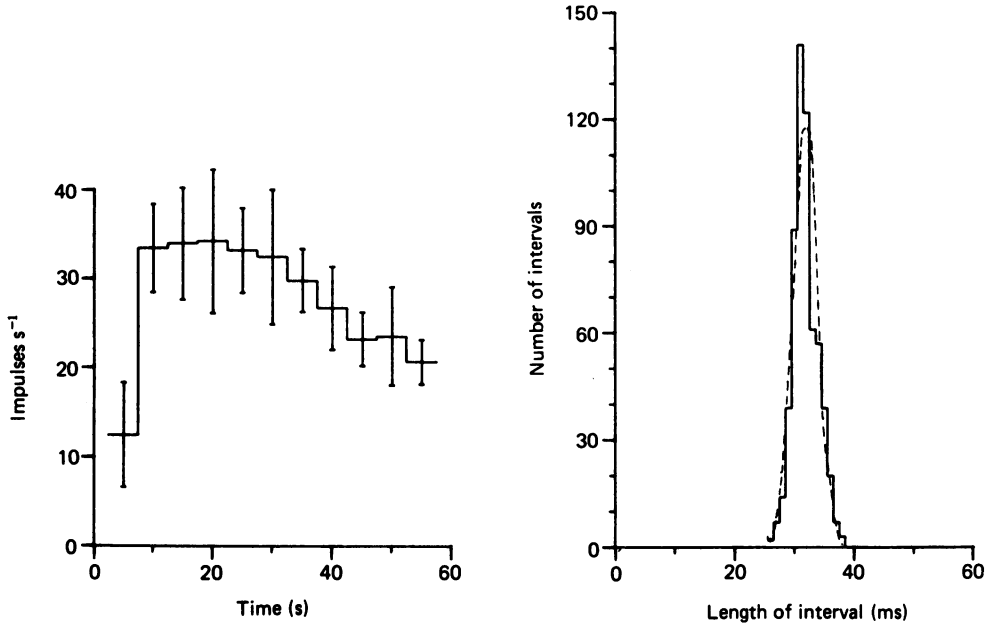 40
30
20
10
0
Impulses s⁻¹
0 20 40 60
Time (s)
150
120
90
60
30
0
Number of intervals
0 20 40 60
Length of interval (ms)